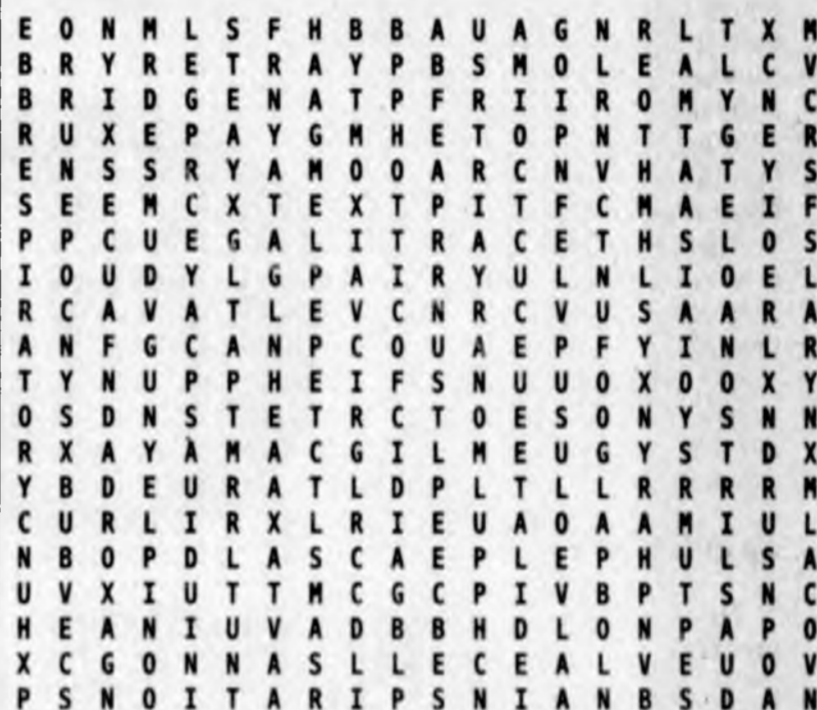 E O N M L S F H B B A U A G N R L T X M
B R Y R E T R A Y P B S M O L E A L C V
B R I D G E N A T P F R I I R O M Y N C
R U X E P A Y G M H E T O P N T T G E R
E N S S R Y A M O O A R C N V H A T Y S
S E E M C X T E X T P I T F C M A E I F
P P C U E G A L I T R A C E T H S L O S
I O U D Y L G P A I R Y U L N L I O E L
R C A V A T L E V C N R C V U S A A R A
A N F G C A N P C O U A E P F Y I N L R
T Y N U P P H E I F S N U U O X O O X Y
O S D N S T E T R C T O E S O N Y S N N
R X A Y A M A C G I L M E U G Y S T D X
Y B D E U R A T L D P L T L L R R R R M
C U R L I R X L R I E U A O A A M I U L
N B O P D L A S C A E P L E P H U L S A
U V X I U T T M C G C P I V B P T S N C
H E A N I U V A D B B H D L O N P A P O
X C G O N N A S L L E C E A L V E U O V
P S N O I T A R I P S N I A N B S D A N